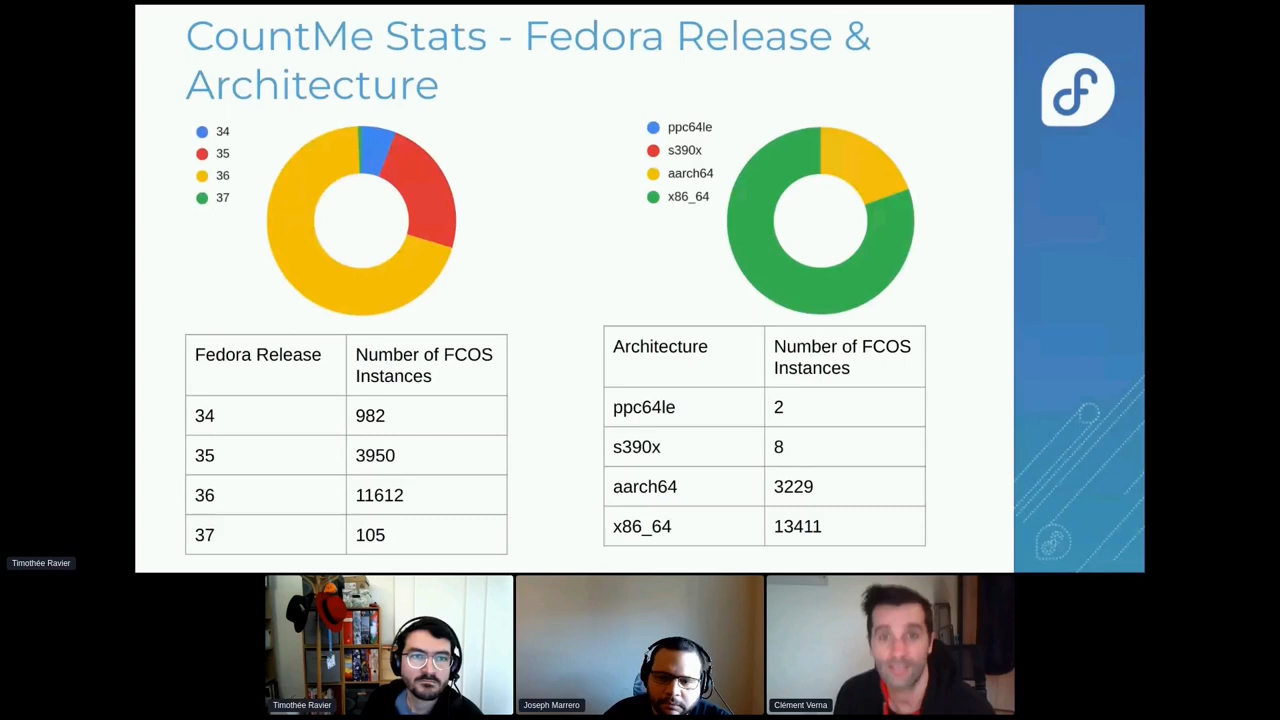 CountMe Stats - Fedora Release &
Architecture
34
35
36
37
ppc64le
s390x
aarch64
x86_64
Fedora Release
Number of FCOS
Instances
34
982
35
3950
36
11612
37
105
Architecture
Number of FCOS
Instances
ppc64le
2
s390x
8
aarch64
3229
x86_64
13411
Timothée Ravier
Timothée Ravier
Joseph Marrero
Clément Verna